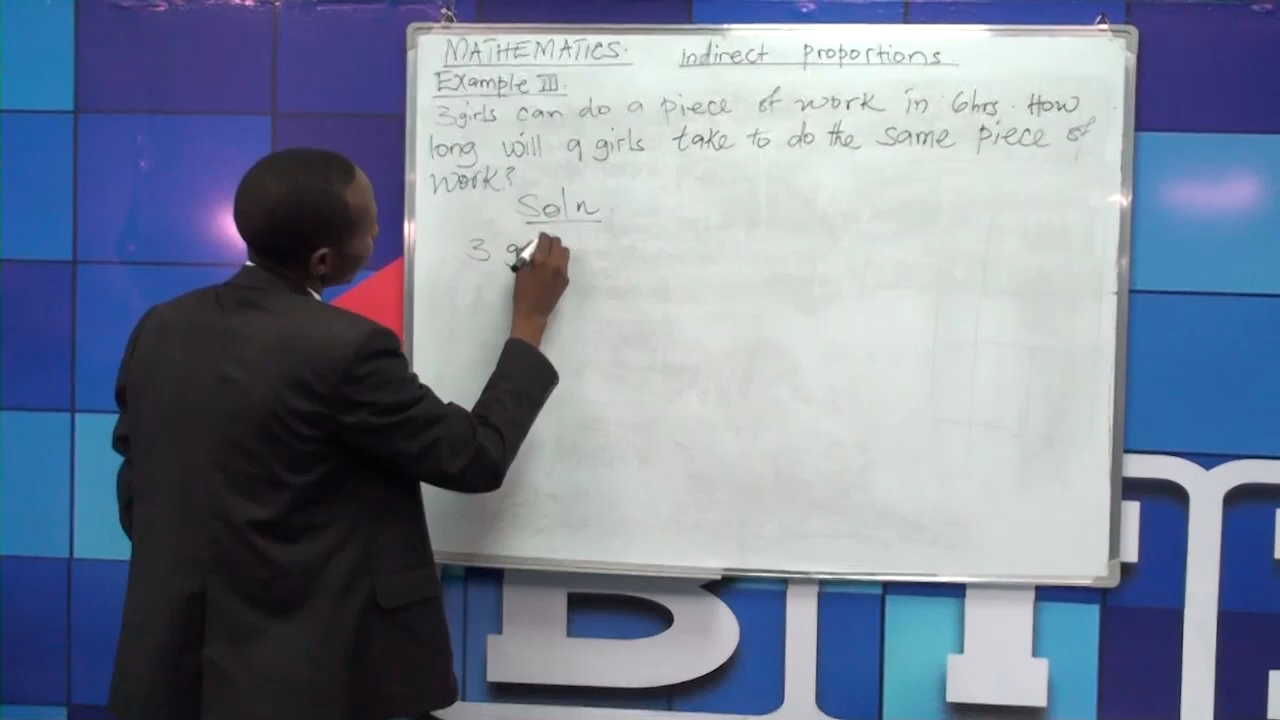 MATHEMATICS. indirect proportions
Example III.
3girls can do a piece of work in 6hrs. How
long will 9 girls take to do the same piece of
work?
Soln.
3 g
B